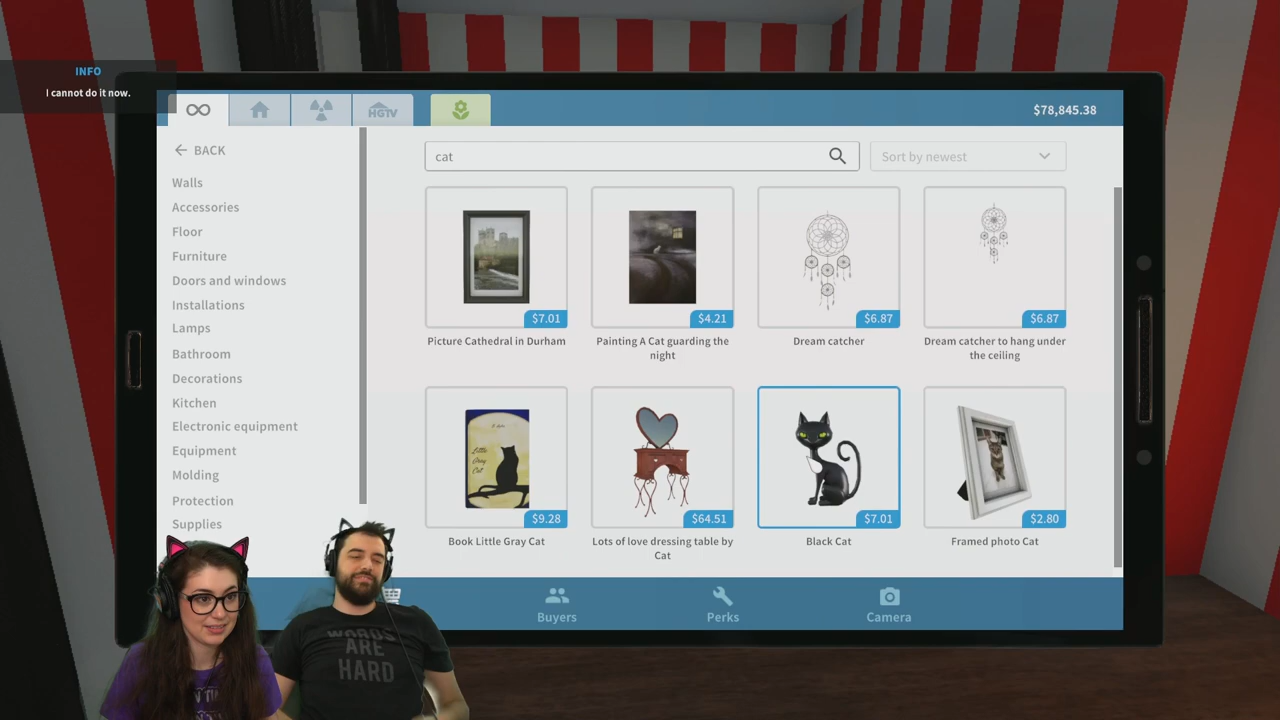 INFO
I cannot do it now.
HGTV
$78,845.38
BACK
Walls
Accessories
Floor
Furniture
Doors and windows
Installations
Lamps
Bathroom
Decorations
Kitchen
Electronic equipment
Equipment
Molding
Protection
Supplies
cat
Sort by newest
$7.01
Picture Cathedral in Durham
$4.21
Painting A Cat guarding the
night
$6.87
Dream catcher
$6.87
Dream catcher to hang under
the ceiling
Little
Gray
Cat
$9.28
Book Little Gray Cat
$64.51
Lots of love dressing table by
Cat
$7.01
Black Cat
$2.80
Framed photo Cat
Buyers
Perks
Camera
WORDS
ARE
HARD